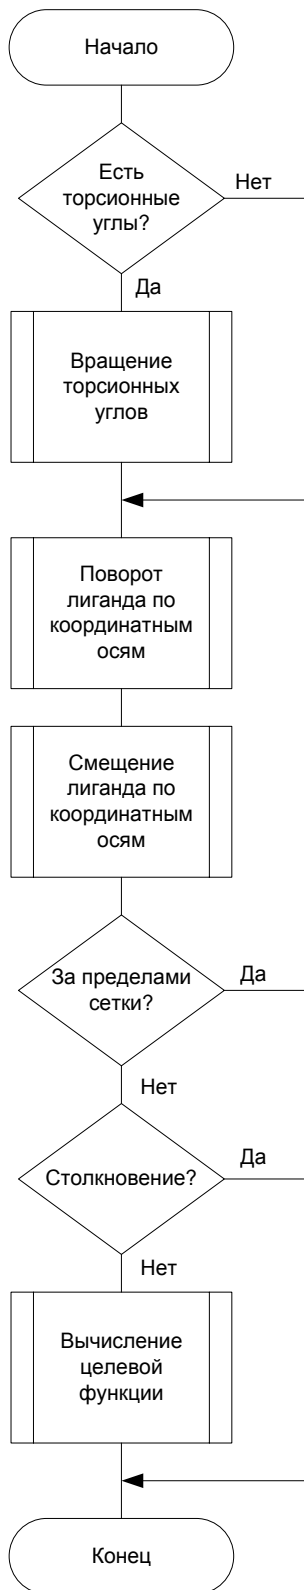 Начало
Есть
торсионные
углы?
Нет
Да
Вращение
торсионных
углов
Поворот
лиганда по
координатным
осям
Смещение
лиганда по
координатным
осям
За пределами
сетки?
Да
Нет
Столкновение?
Да
Нет
Вычисление
целевой
функции
Конец